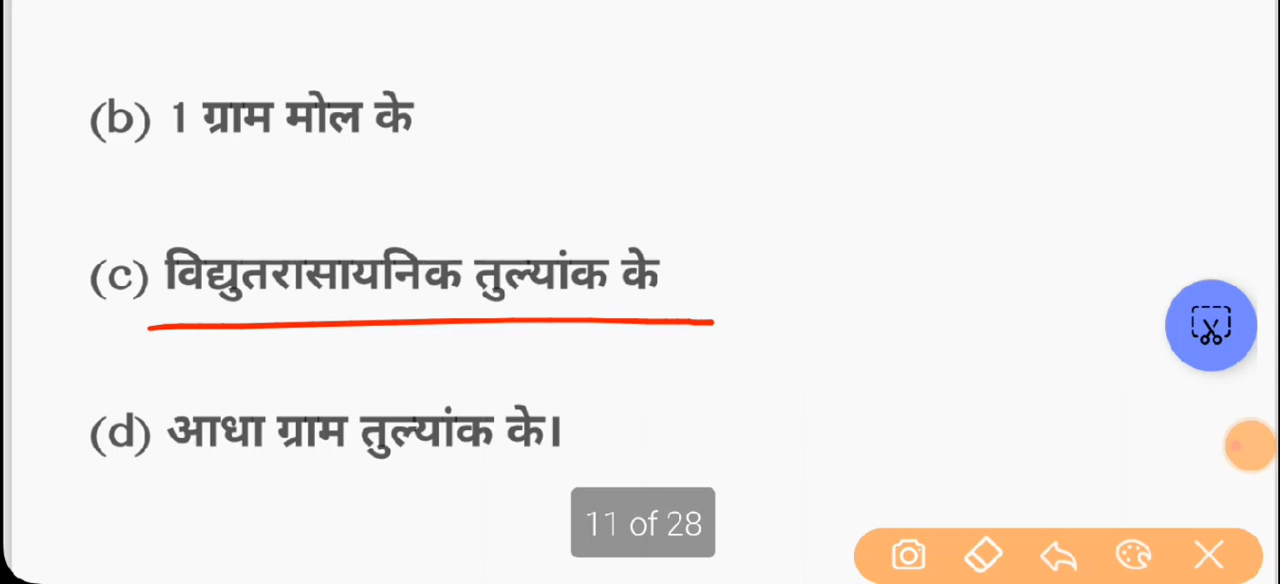 (b) 1 ग्राम मोल के
(c) विद्युतरासायनिक तुल्यांक के
(d) आधा ग्राम तुल्यांक के।
11 of 28